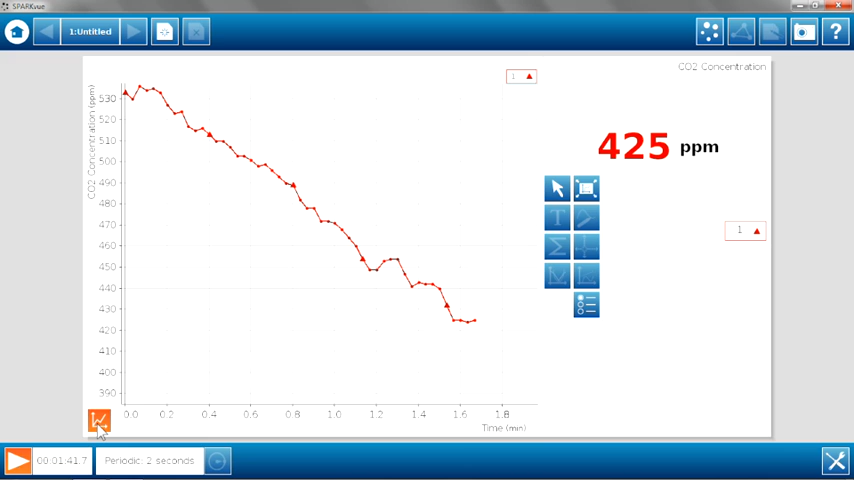 SPARKvue
1:Untitled
?
CO2 Concentration
1
425 ppm
1
T
Σ
CO2 Concentration (ppm)
530
520
510
500
490
480
470
460
450
440
430
420
410
400
390
0.0 0.2 0.4 0.6 0.8 1.0 1.2 1.4 1.6 1.8
Time (min)
00:01:41.7
Periodic: 2 seconds